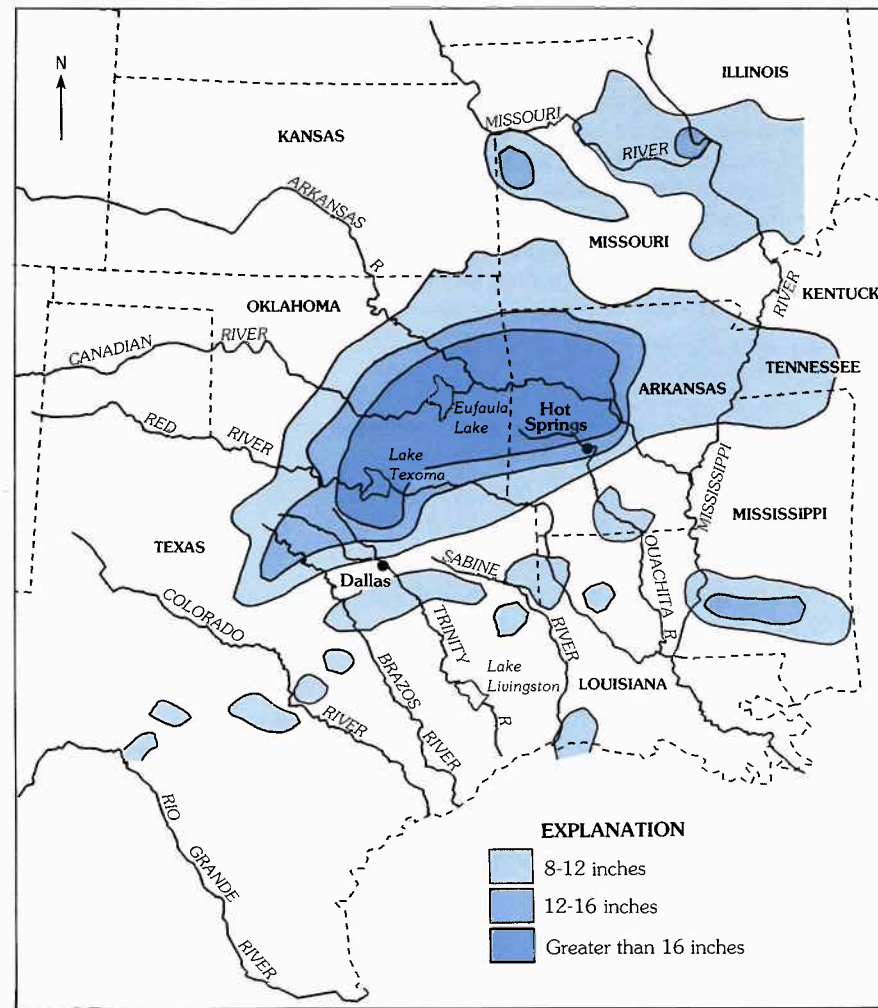 N
ILLINOIS
MISSOURI
KANSAS
RIVER
ARKANSAS
R
MISSOURI
RIVER
KENTUCK
OKLAHOMA
CANADIAN
RIVER
TENNESSEE
ARKANSAS
Eufaula
Lake
Hot
Springs
RED
RIVER
Lake
Texoma
MISSISSIPPI
MISSISSIPPI
TEXAS
OUACHITA R
SABINE
RIVER
Dallas
COLORADO
RIVER
TRINITY
R
BRAZOS
RIVER
Lake
Livingston
LOUISIANA
RIO
GRANDE
RIVER
EXPLANATION
8-12 inches
12-16 inches
Greater than 16 inches